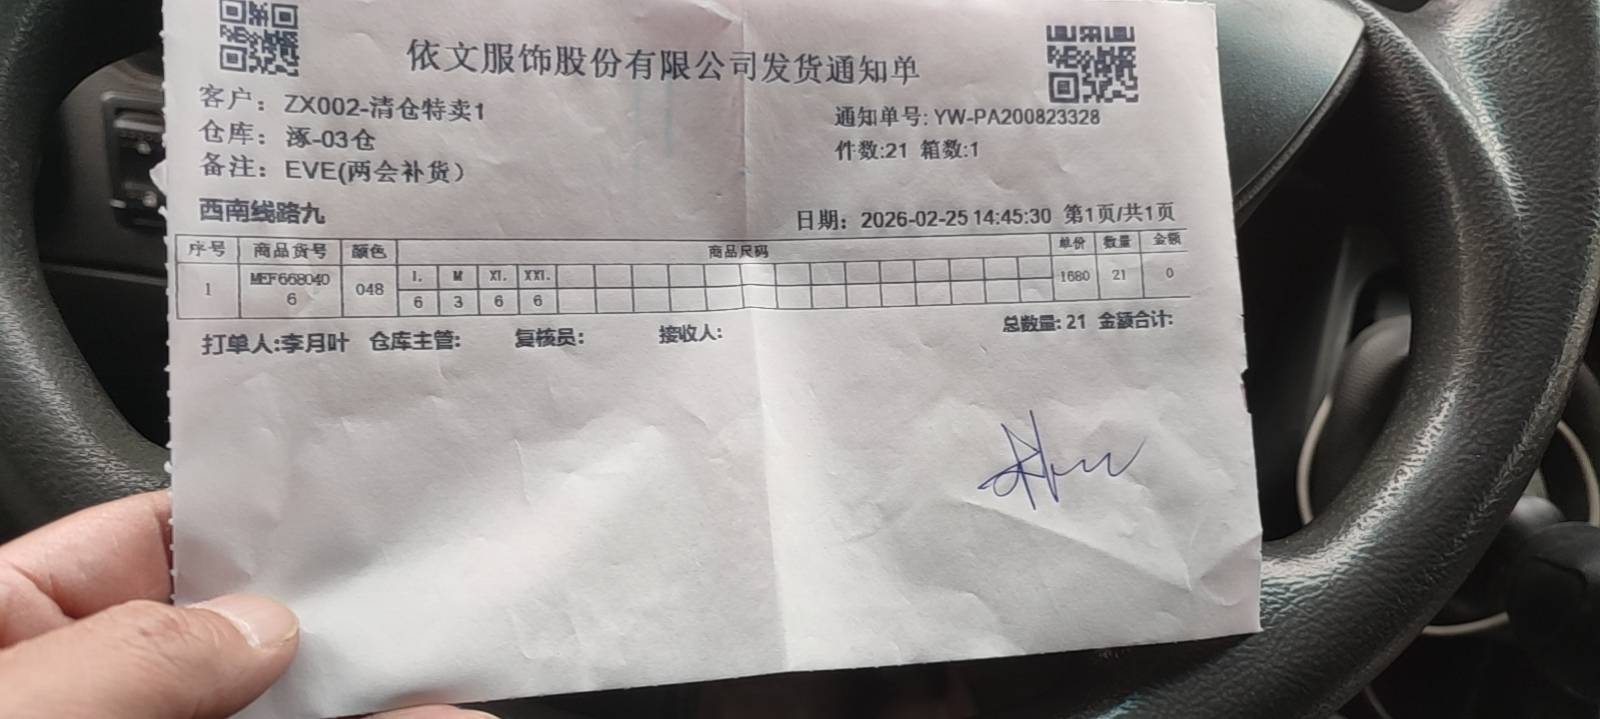 依文服饰股份有限公司发货通知单
客户：ZX002-清仓特卖1
通知单号: YW-PA200823328
仓库：涿-03仓
件数:21 箱数:1
备注：EVE(两会补货）
西南线路九
日期：2026-02-25 14:45:30 第1页/共1页
序号 商品货号 颜色 商品尺码 单价 数量 金额
1 MEF6680406 048 L M XL XXL 1680 21 0
6 3 6 6
打单人:李月叶 仓库主管: 复核员: 接收人: 总数量: 21 金额合计: